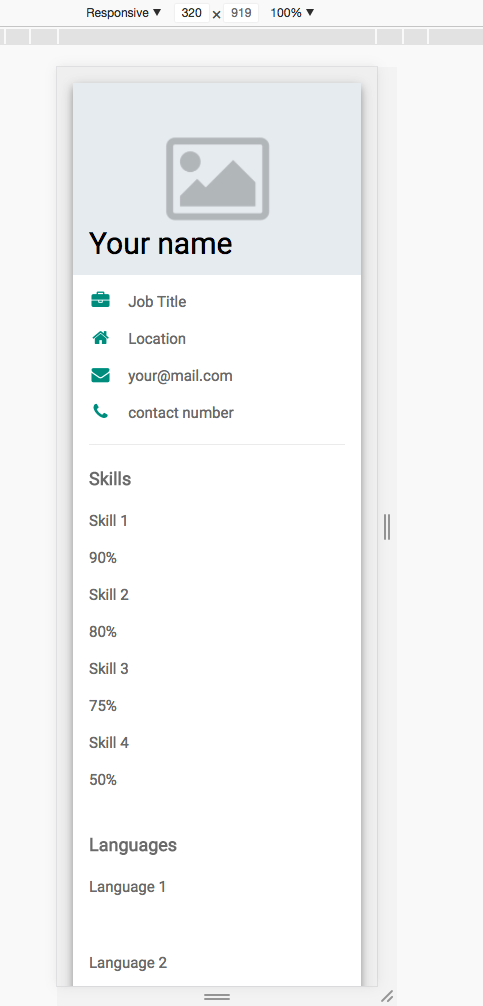 Responsive ▼ 320 × 919 100% ▼
Your name
Job Title
Location
your@mail.com
contact number
Skills
Skill 1
90%
Skill 2
80%
Skill 3
75%
Skill 4
50%
Languages
Language 1
Language 2